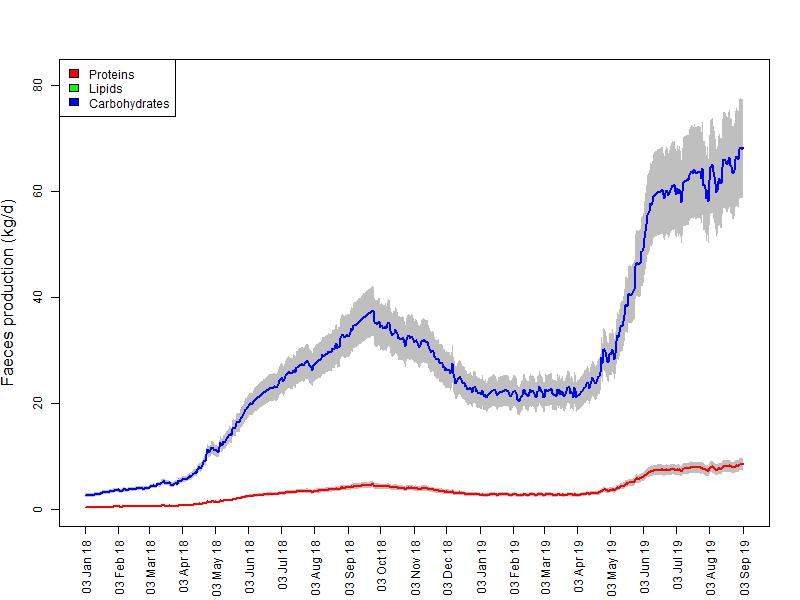 Proteins
Lipids
Carbohydrates
Faeces production (kg/d)
80
60
40
20
0
03 Jan 18
03 Feb 18
03 Mar 18
03 Apr 18
03 May 18
03 Jun 18
03 Jul 18
03 Aug 18
03 Sep 18
03 Oct 18
03 Nov 18
03 Dec 18
03 Jan 19
03 Feb 19
03 Mar 19
03 Apr 19
03 May 19
03 Jun 19
03 Jul 19
03 Aug 19
03 Sep 19